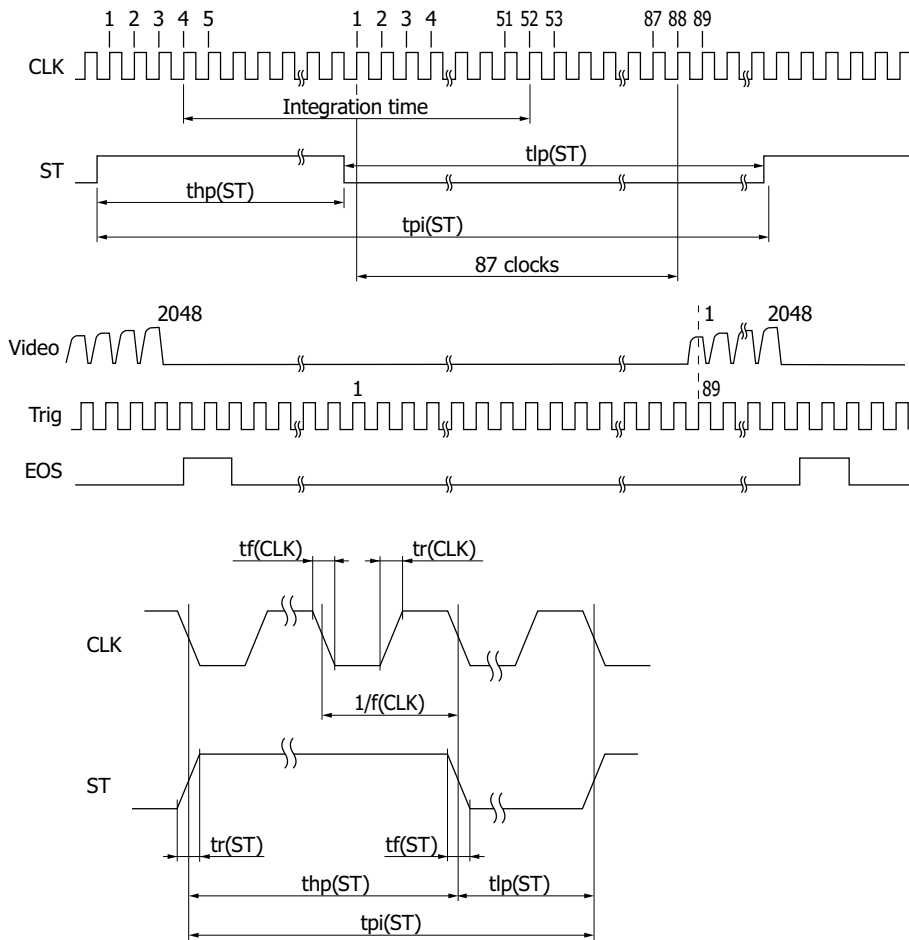 1 2 3 4 5 1 2 3 4 51 52 53 87 88 89
CLK
Integration time
ST
tlp(ST)
thp(ST)
tpi(ST)
87 clocks
2048 1 2048
Video
1 89
Trig
EOS
tf(CLK) tr(CLK)
CLK
1/f(CLK)
ST
tr(ST) tf(ST)
thp(ST) tlp(ST)
tpi(ST)